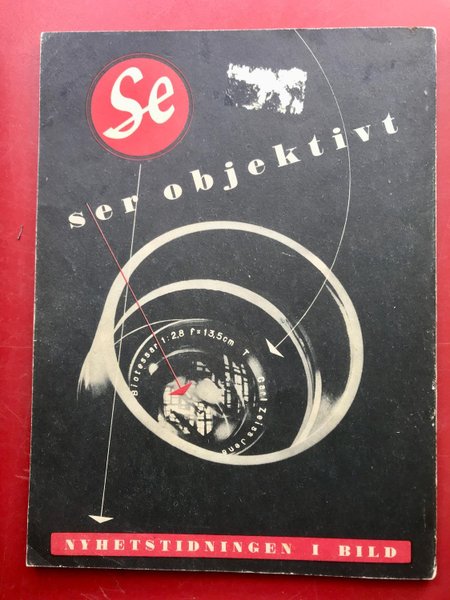 Se
ser objektivt
Biotessar 1:2,8 f=13,5cm T Carl Zeiss Jena
NYHETSTIDNINGEN I BILD